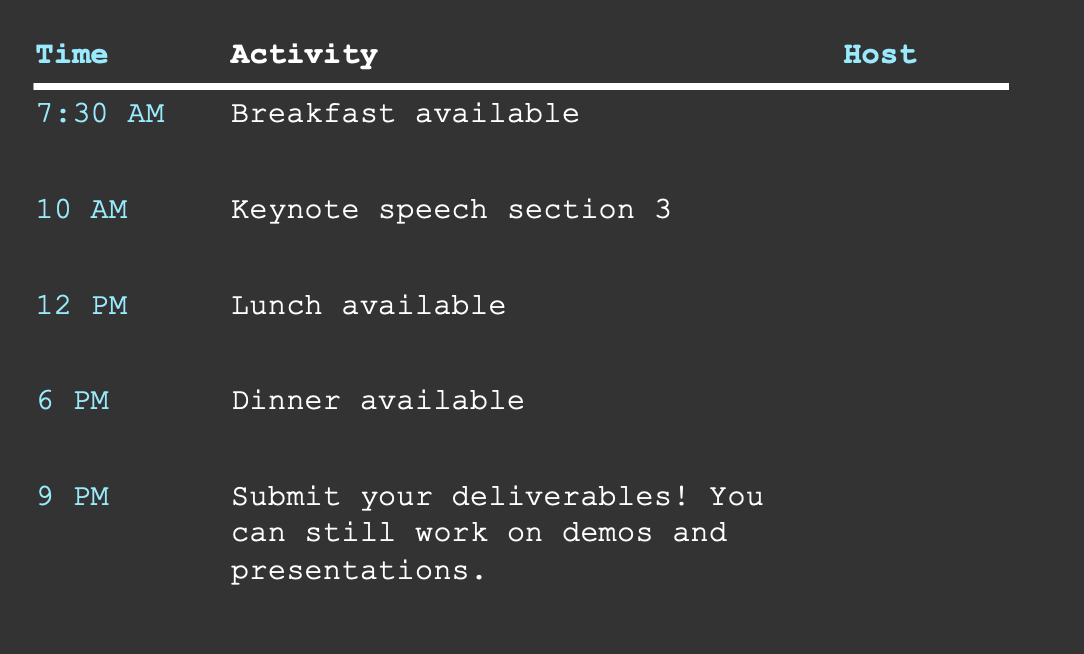 Time Activity Host
7:30 AM Breakfast available
10 AM Keynote speech section 3
12 PM Lunch available
6 PM Dinner available
9 PM Submit your deliverables! You
can still work on demos and
presentations.